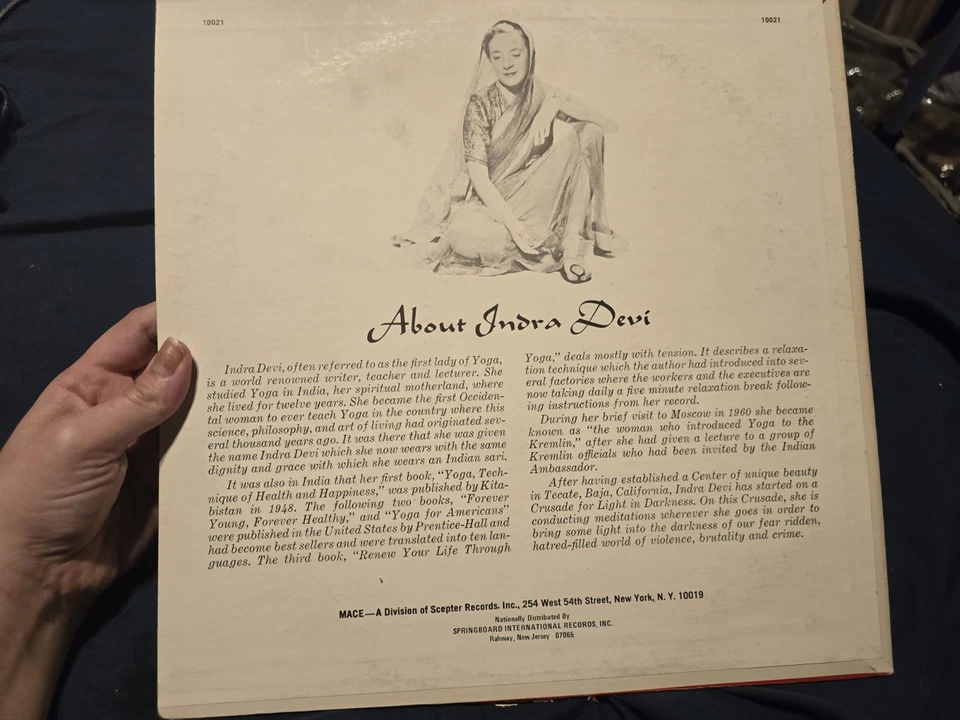 10021
10021
About Indra Devi
Indra Devi, often referred to as the first lady of Yoga,
is a world renowned writer, teacher and lecturer. She
studied Yoga in India, her spiritual motherland, where
she lived for twelve years. She became the first Occiden-
tal woman to ever teach Yoga in the country where this
science, philosophy, and art of living had originated sev-
eral thousand years ago. It was there that she was given
the name Indra Devi which she now wears with the same
dignity and grace with which she wears an Indian sari.
It was also in India that her first book, “Yoga, Tech-
nique of Health and Happiness,” was published by Kita-
bistan in 1948. The following two books, “Forever
Young, Forever Healthy,” and “Yoga for Americans”
were published in the United States by Prentice-Hall and
had become best sellers and were translated into ten lan-
guages. The third book, “Renew Your Life Through
Yoga,” deals mostly with tension. It describes a relaxa-
tion technique which the author had introduced into sev-
eral factories where the workers and the executives are
now taking daily a five minute relaxation break follow-
ing instructions from her record.
During her brief visit to Moscow in 1960 she became
known as “the woman who introduced Yoga to the
Kremlin,” after she had given a lecture to a group of
Kremlin officials who had been invited by the Indian
Ambassador.
After having established a Center of unique beauty
in Tecate, Baja, California, Indra Devi has started on a
Crusade for Light in Darkness. On this Crusade, she is
conducting meditations wherever she goes in order to
bring some light into the darkness of our fear ridden,
hatred-filled world of violence, brutality and crime.
MACE—A Division of Scepter Records. Inc., 254 West 54th Street, New York, N. Y. 10019
Nationally Distributed By
SPRINGBOARD INTERNATIONAL RECORDS, INC.
Rahway, New Jersey 07065